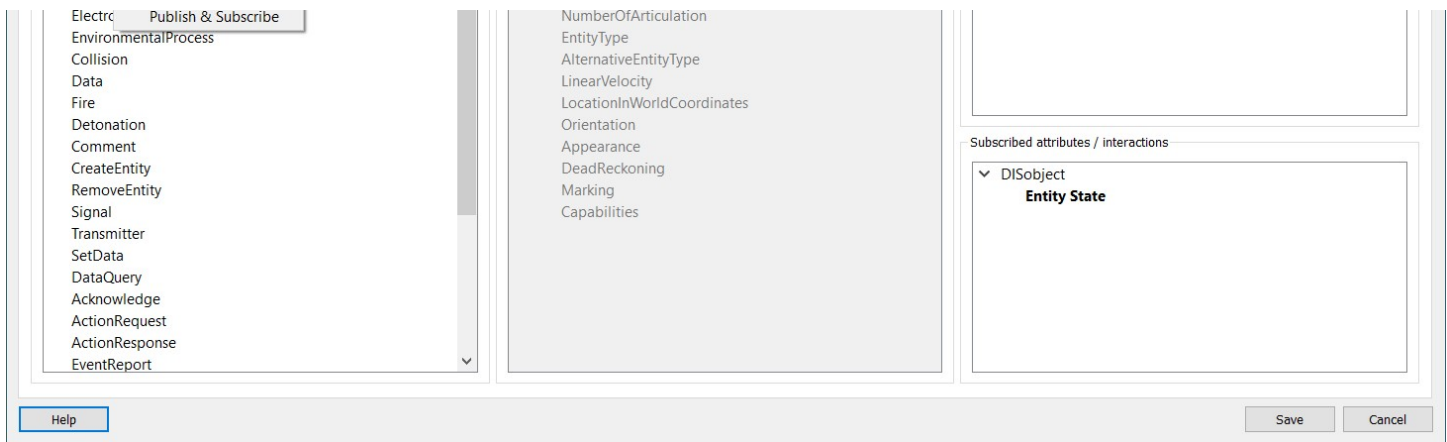 Electro
Publish & Subscribe
EnvironmentalProcess
Collision
Data
Fire
Detonation
Comment
CreateEntity
RemoveEntity
Signal
Transmitter
SetData
DataQuery
Acknowledge
ActionRequest
ActionResponse
EventReport
NumberOfArticulation
EntityType
AlternativeEntityType
LinearVelocity
LocationInWorldCoordinates
Orientation
Appearance
DeadReckoning
Marking
Capabilities
Subscribed attributes / interactions
DISobject
Entity State
Help
Save
Cancel